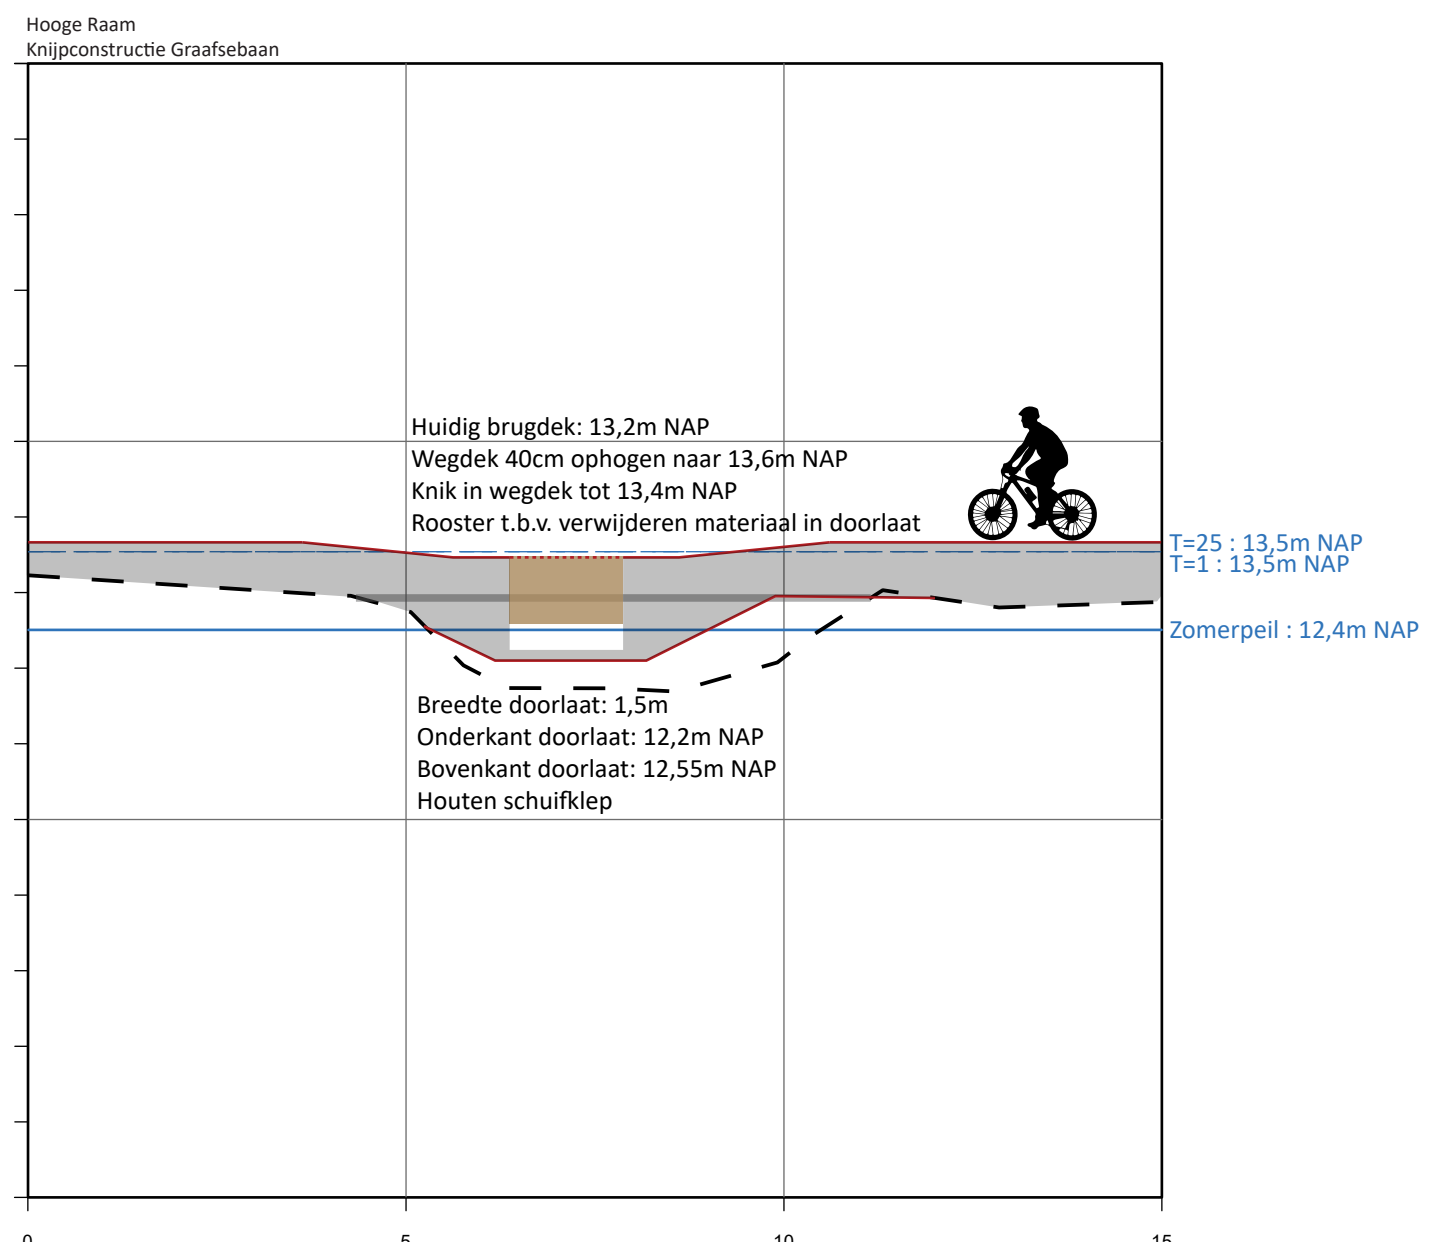 Hooge Raam
Knijpconstructie Graafsebaan
Huidig brugdek: 13,2m NAP
Wegdek 40cm ophogen naar 13,6m NAP
Knik in wegdek tot 13,4m NAP
Rooster t.b.v. verwijderen materiaal in doorlaat
T=25 : 13,5m NAP
T=1 : 13,5m NAP
Zomerpeil : 12,4m NAP
Breedte doorlaat: 1,5m
Onderkant doorlaat: 12,2m NAP
Bovenkant doorlaat: 12,55m NAP
Houten schuifklep
0 5 10 15